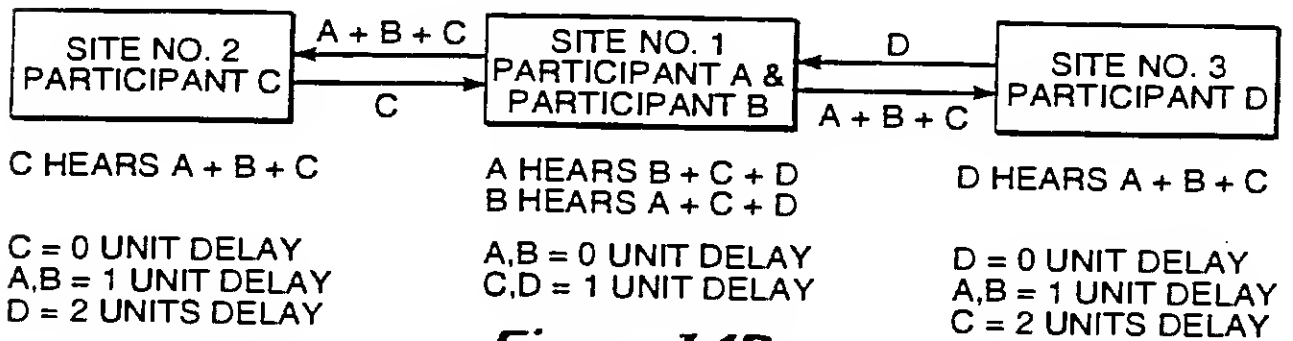 SITE NO. 2
PARTICIPANT C
A + B + C
C
SITE NO. 1
PARTICIPANT A &
PARTICIPANT B
D
A + B + C
SITE NO. 3
PARTICIPANT D
C HEARS A + B + C
C = 0 UNIT DELAY
A,B = 1 UNIT DELAY
D = 2 UNITS DELAY
A HEARS B + C + D
B HEARS A + C + D
A,B = 0 UNIT DELAY
C,D = 1 UNIT DELAY
D HEARS A + B + C
D = 0 UNIT DELAY
A,B = 1 UNIT DELAY
C = 2 UNITS DELAY